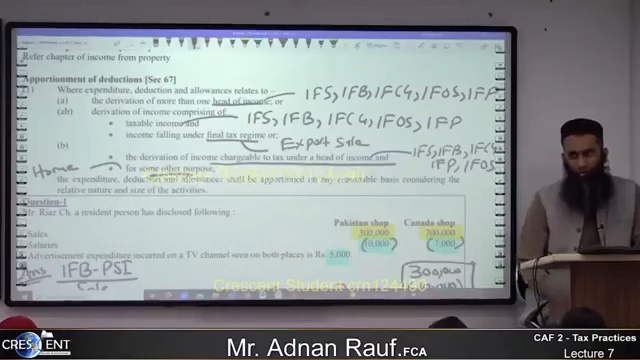 Refer chapter of income from property
Apportionment of deductions [Sec 67]
Where expenditure, deduction and allowances relates to – IFS, IFB, IFCG, IFOS, IFP
(a) the derivation of more than one head of income; or
(ab) derivation of income comprising of, IFS, IFB, IFCG, IFOS, IFP
• taxable income and
• income falling under final tax regime or; Export Sale
(b)
• the derivation of income chargeable to tax under a head of income and IFS, IFB, IFCG
Home • for some other purpose, IFP, IFOS
the expenditure, deduction and allowances shall be apportioned on any reasonable basis considering the
relative nature and size of the activities.
Question-1
Mr Riaz Ch. a resident person has disclosed following:
Pakistan shop Canada shop
Sales 300,000 700,000
Salaries (10,000) (7,000)
Advertisement expenditure incurred on a TV channel seen on both places is Rs. 5,000
Ans IFB-PSI 300,000
Sale
Crescent Student cm124490
CRESCENT
Mr. Adnan Rauf.FCA
CAF 2 - Tax Practices
Lecture 7